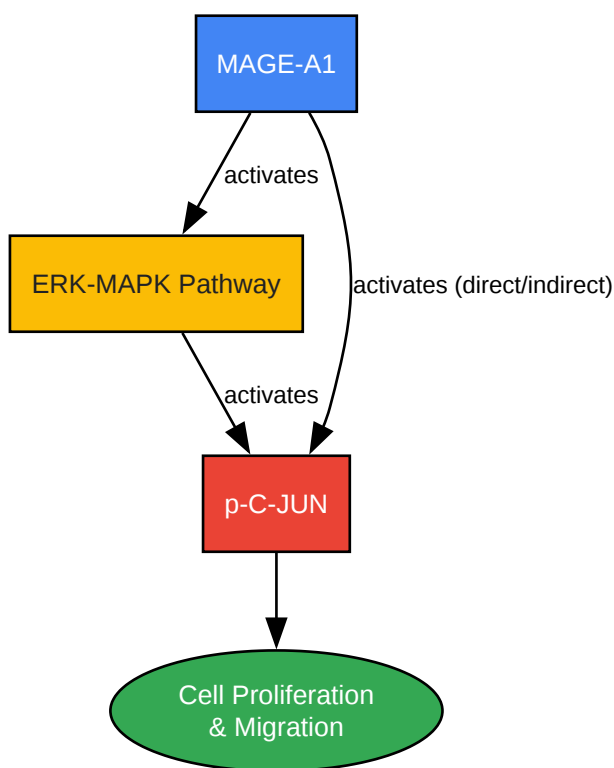 MAGE-A1
activates
ERK-MAPK Pathway
activates (direct/indirect)
activates
p-C-JUN
Cell Proliferation
& Migration